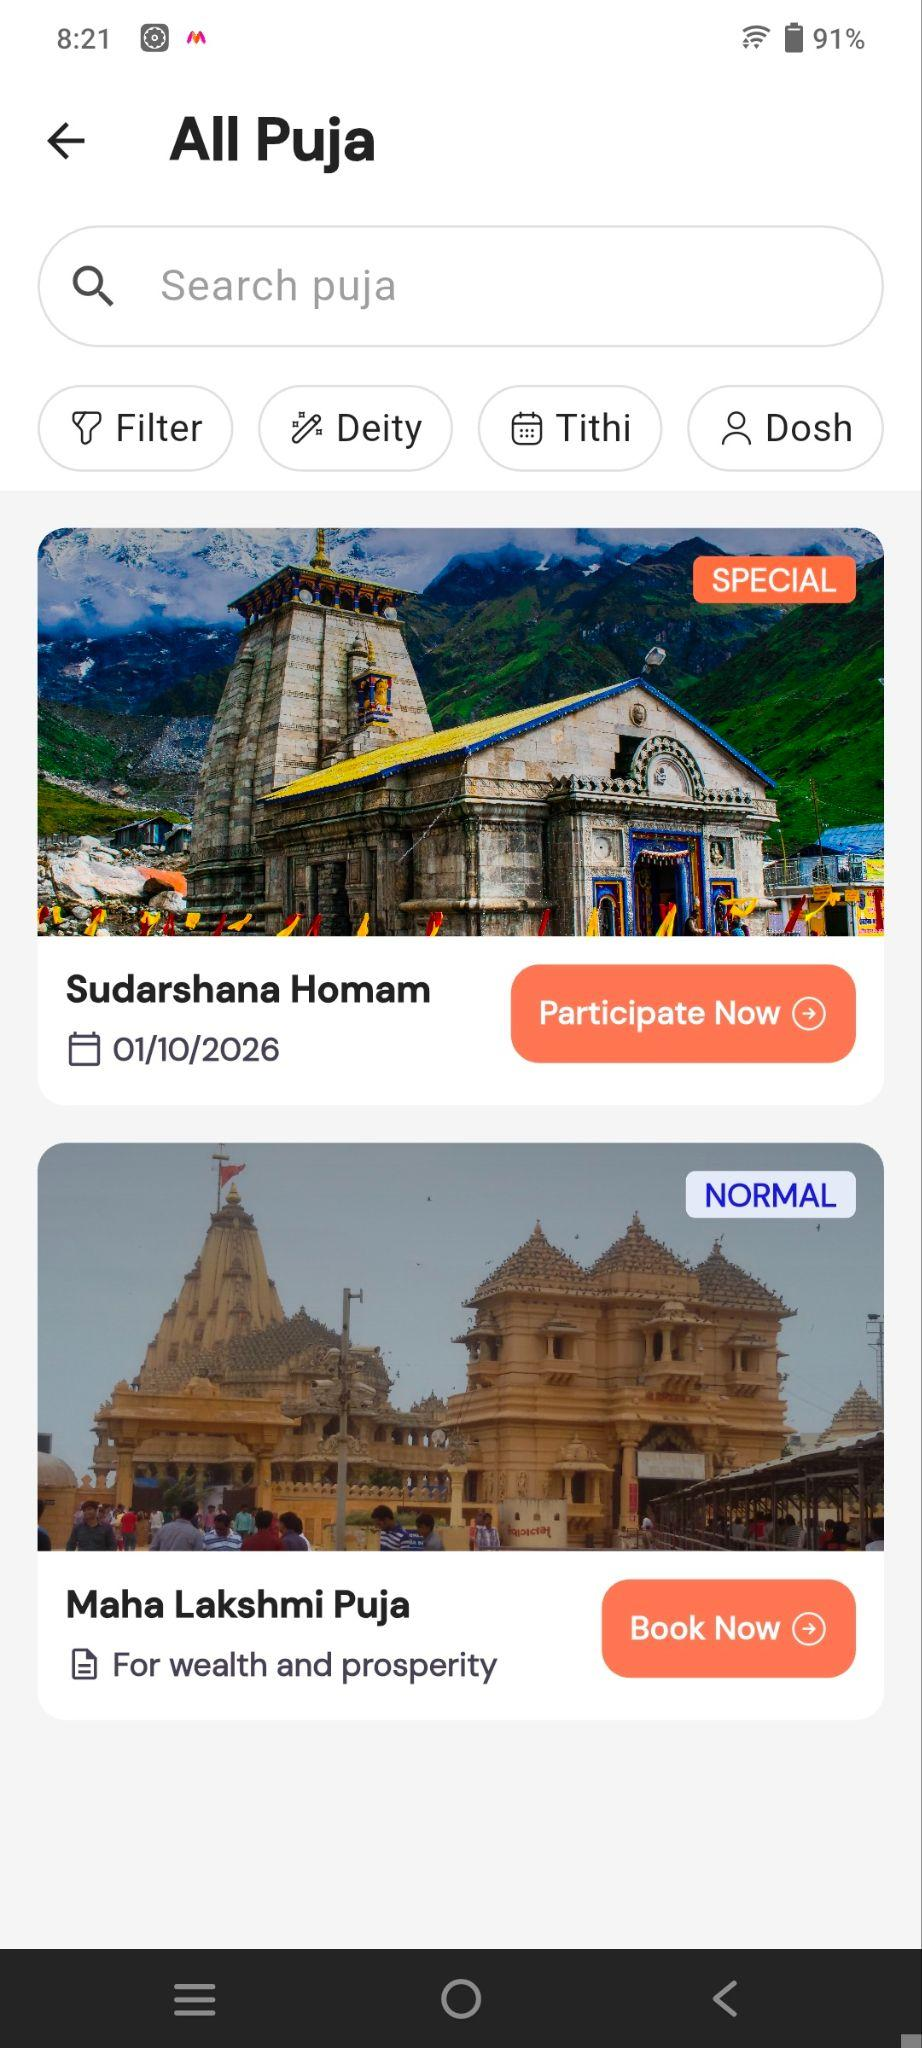 8:21
91%
All Puja
Search puja
Filter
Deity
Tithi
Dosh
SPECIAL
Sudarshana Homam
Participate Now
01/10/2026
NORMAL
Maha Lakshmi Puja
Book Now
For wealth and prosperity